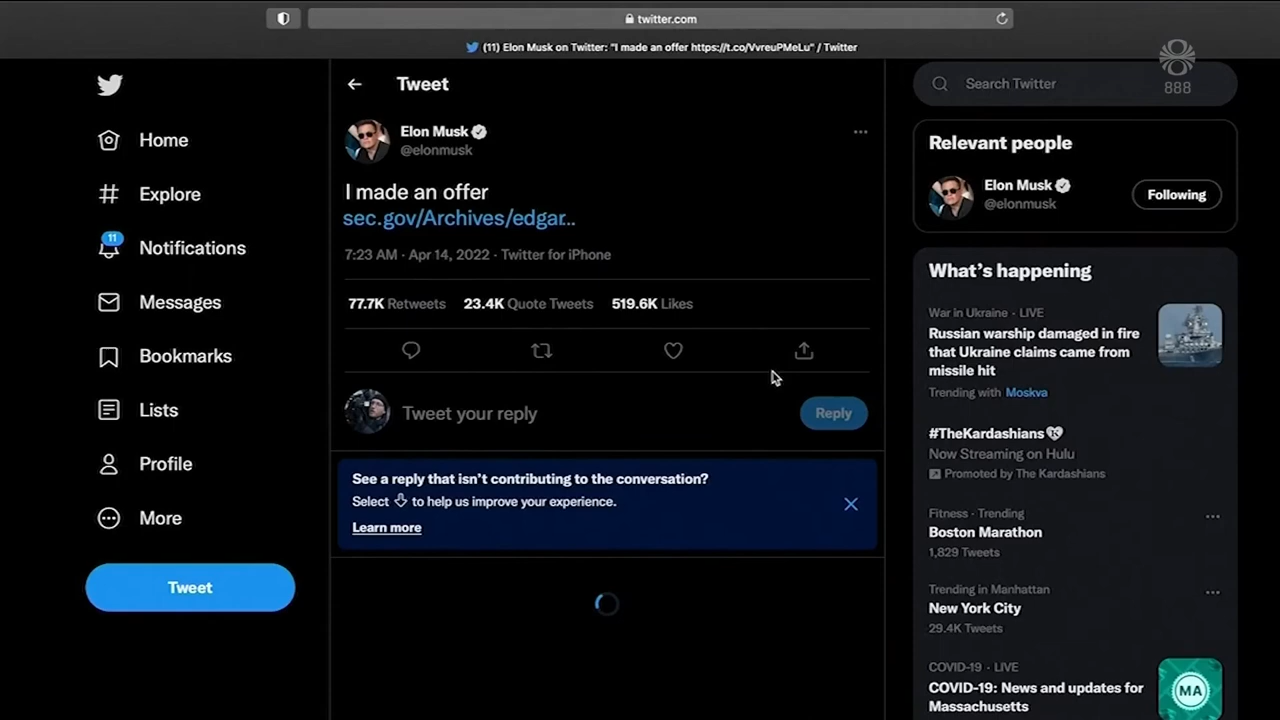 twitter.com
(11) Elon Musk on Twitter: "I made an offer https://t.co/VvreuPMeLu" / Twitter
888
Home
Explore
11
Notifications
Messages
Bookmarks
Lists
Profile
More
Tweet
Tweet
Elon Musk
@elonmusk
I made an offer
sec.gov/Archives/edgar...
7:23 AM · Apr 14, 2022 · Twitter for iPhone
77.7K Retweets 23.4K Quote Tweets 519.6K Likes
Tweet your reply
Reply
See a reply that isn't contributing to the conversation?
Select to help us improve your experience.
Learn more
Search Twitter
Relevant people
Elon Musk
@elonmusk
Following
What's happening
War in Ukraine · LIVE
Russian warship damaged in fire
that Ukraine claims came from
missile hit
Trending with Moskva
#TheKardashians
Now Streaming on Hulu
Promoted by The Kardashians
Fitness · Trending
Boston Marathon
1,829 Tweets
Trending in Manhattan
New York City
29.4K Tweets
COVID-19 · LIVE
COVID-19: News and updates for
Massachusetts
MA